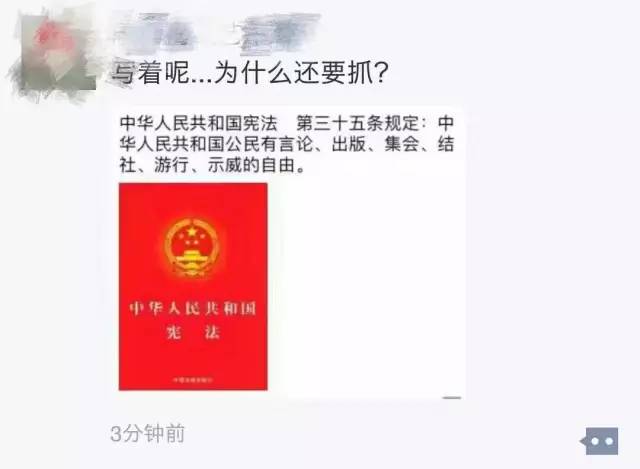 写着呢...为什么还要抓?
中华人民共和国宪法 第三十五条规定：中
华人民共和国公民有言论、出版、集会、结
社、游行、示威的自由。
中华人民共和国
宪法
3分钟前